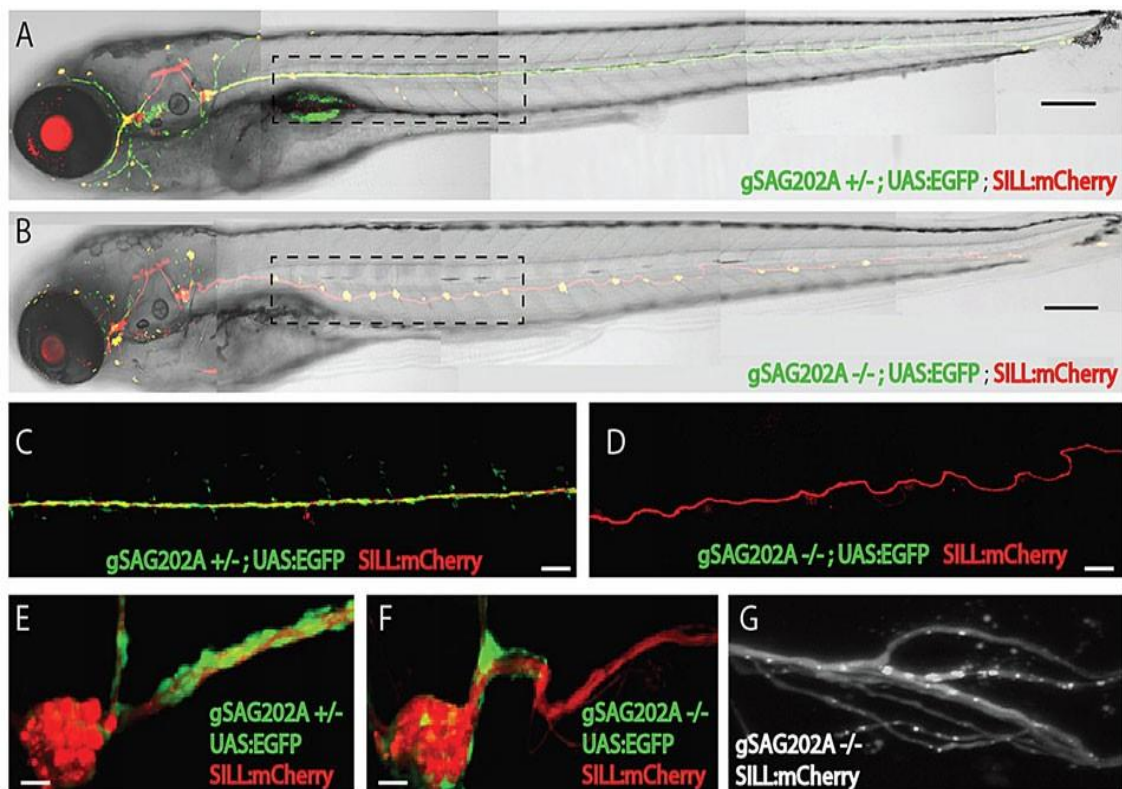 A
gSAG202A +/- ; UAS:EGFP ; SILL:mCherry
B
gSAG202A -/- ; UAS:EGFP ; SILL:mCherry
C
gSAG202A +/- ; UAS:EGFP SILL:mCherry
D
gSAG202A -/- ; UAS:EGFP SILL:mCherry
E
gSAG202A +/-
UAS:EGFP
SILL:mCherry
F
gSAG202A -/-
UAS:EGFP
SILL:mCherry
G
gSAG202A -/-
SILL:mCherry